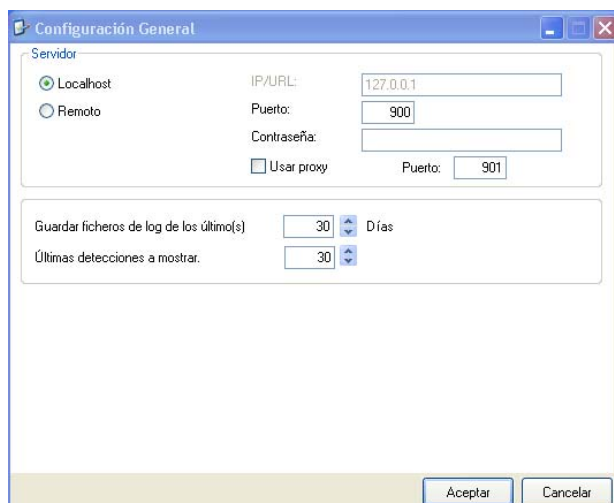 Configuración General
Servidor
Localhost
IP/URL: 127.0.0.1
Remoto
Puerto: 900
Contraseña:
Usar proxy Puerto: 901
Guardar ficheros de log de los último(s) 30 Días
Últimas detecciones a mostrar. 30
Aceptar Cancelar